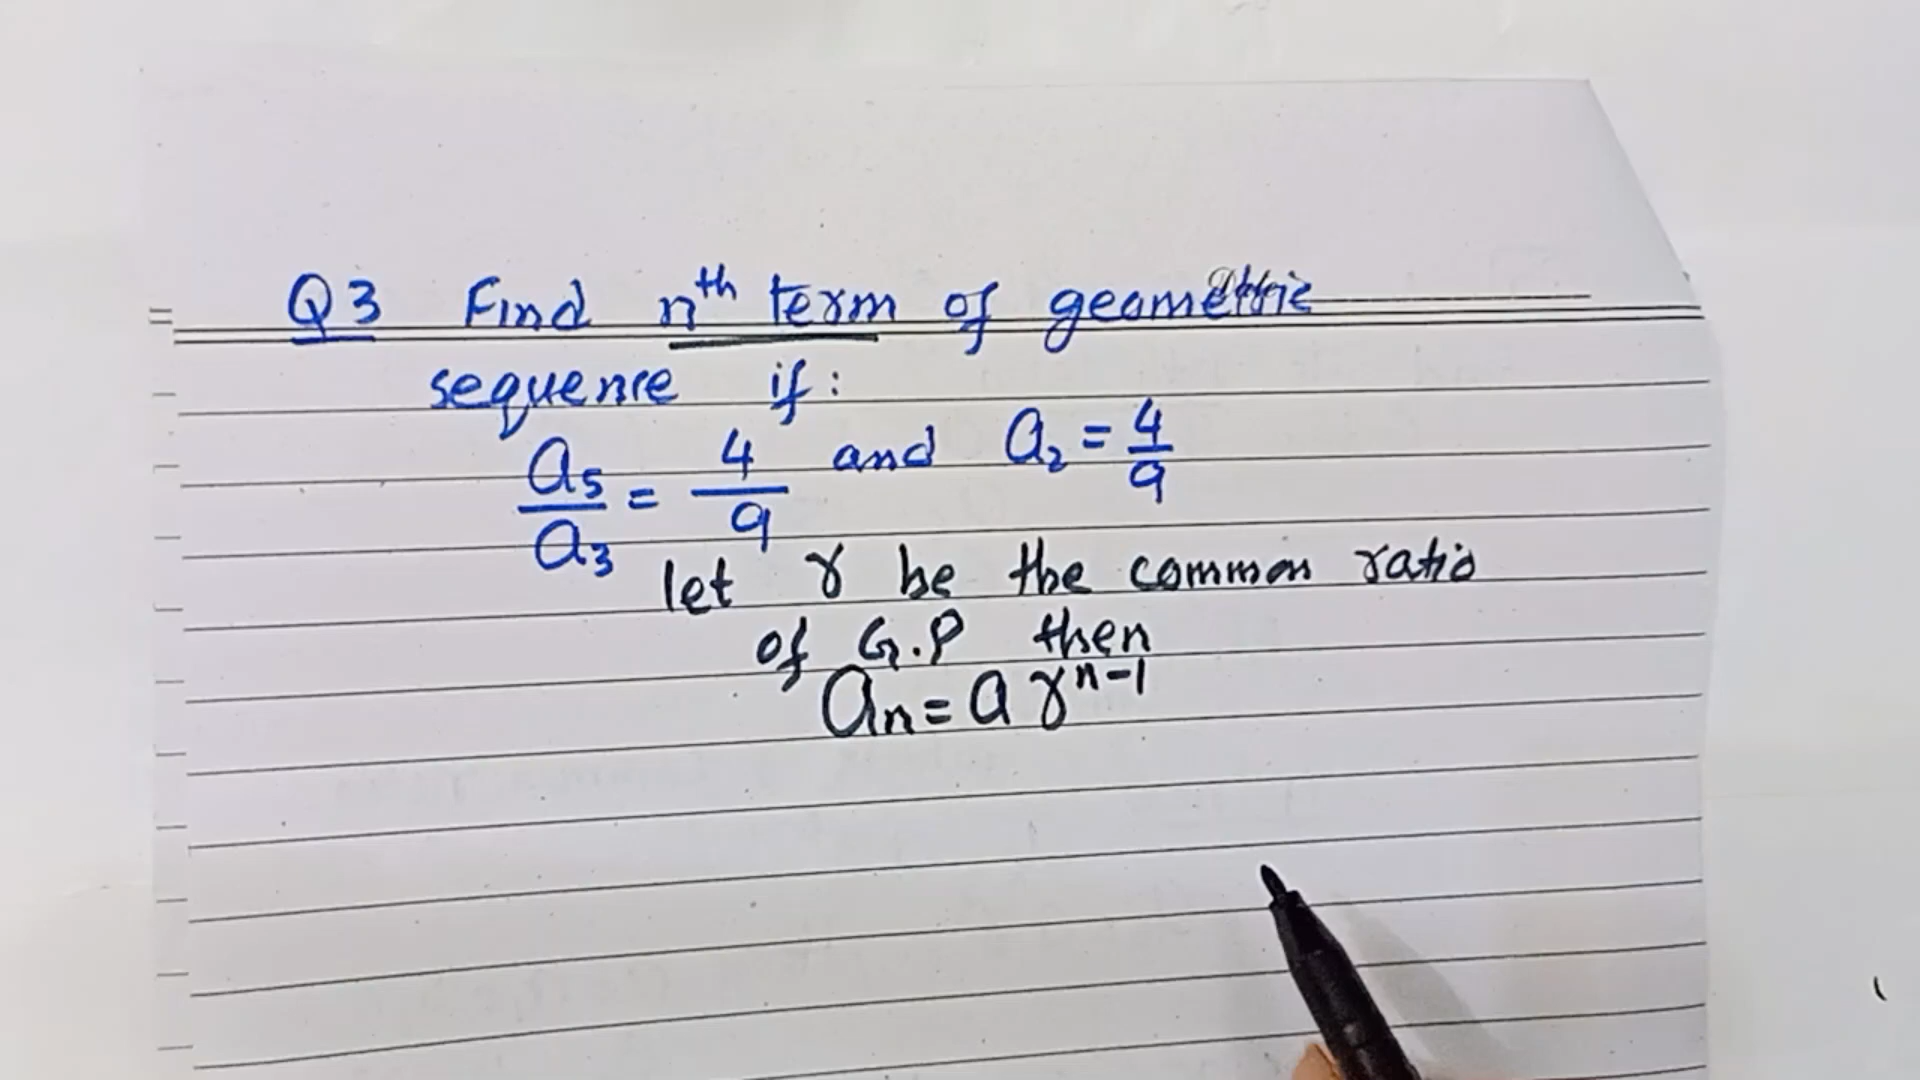 Q3 Find nth term of geometric
sequence if:
a5/a3 = 4/9 and a2 = 4/9
let r be the common ratio
of G.P then
an = a r^n-1